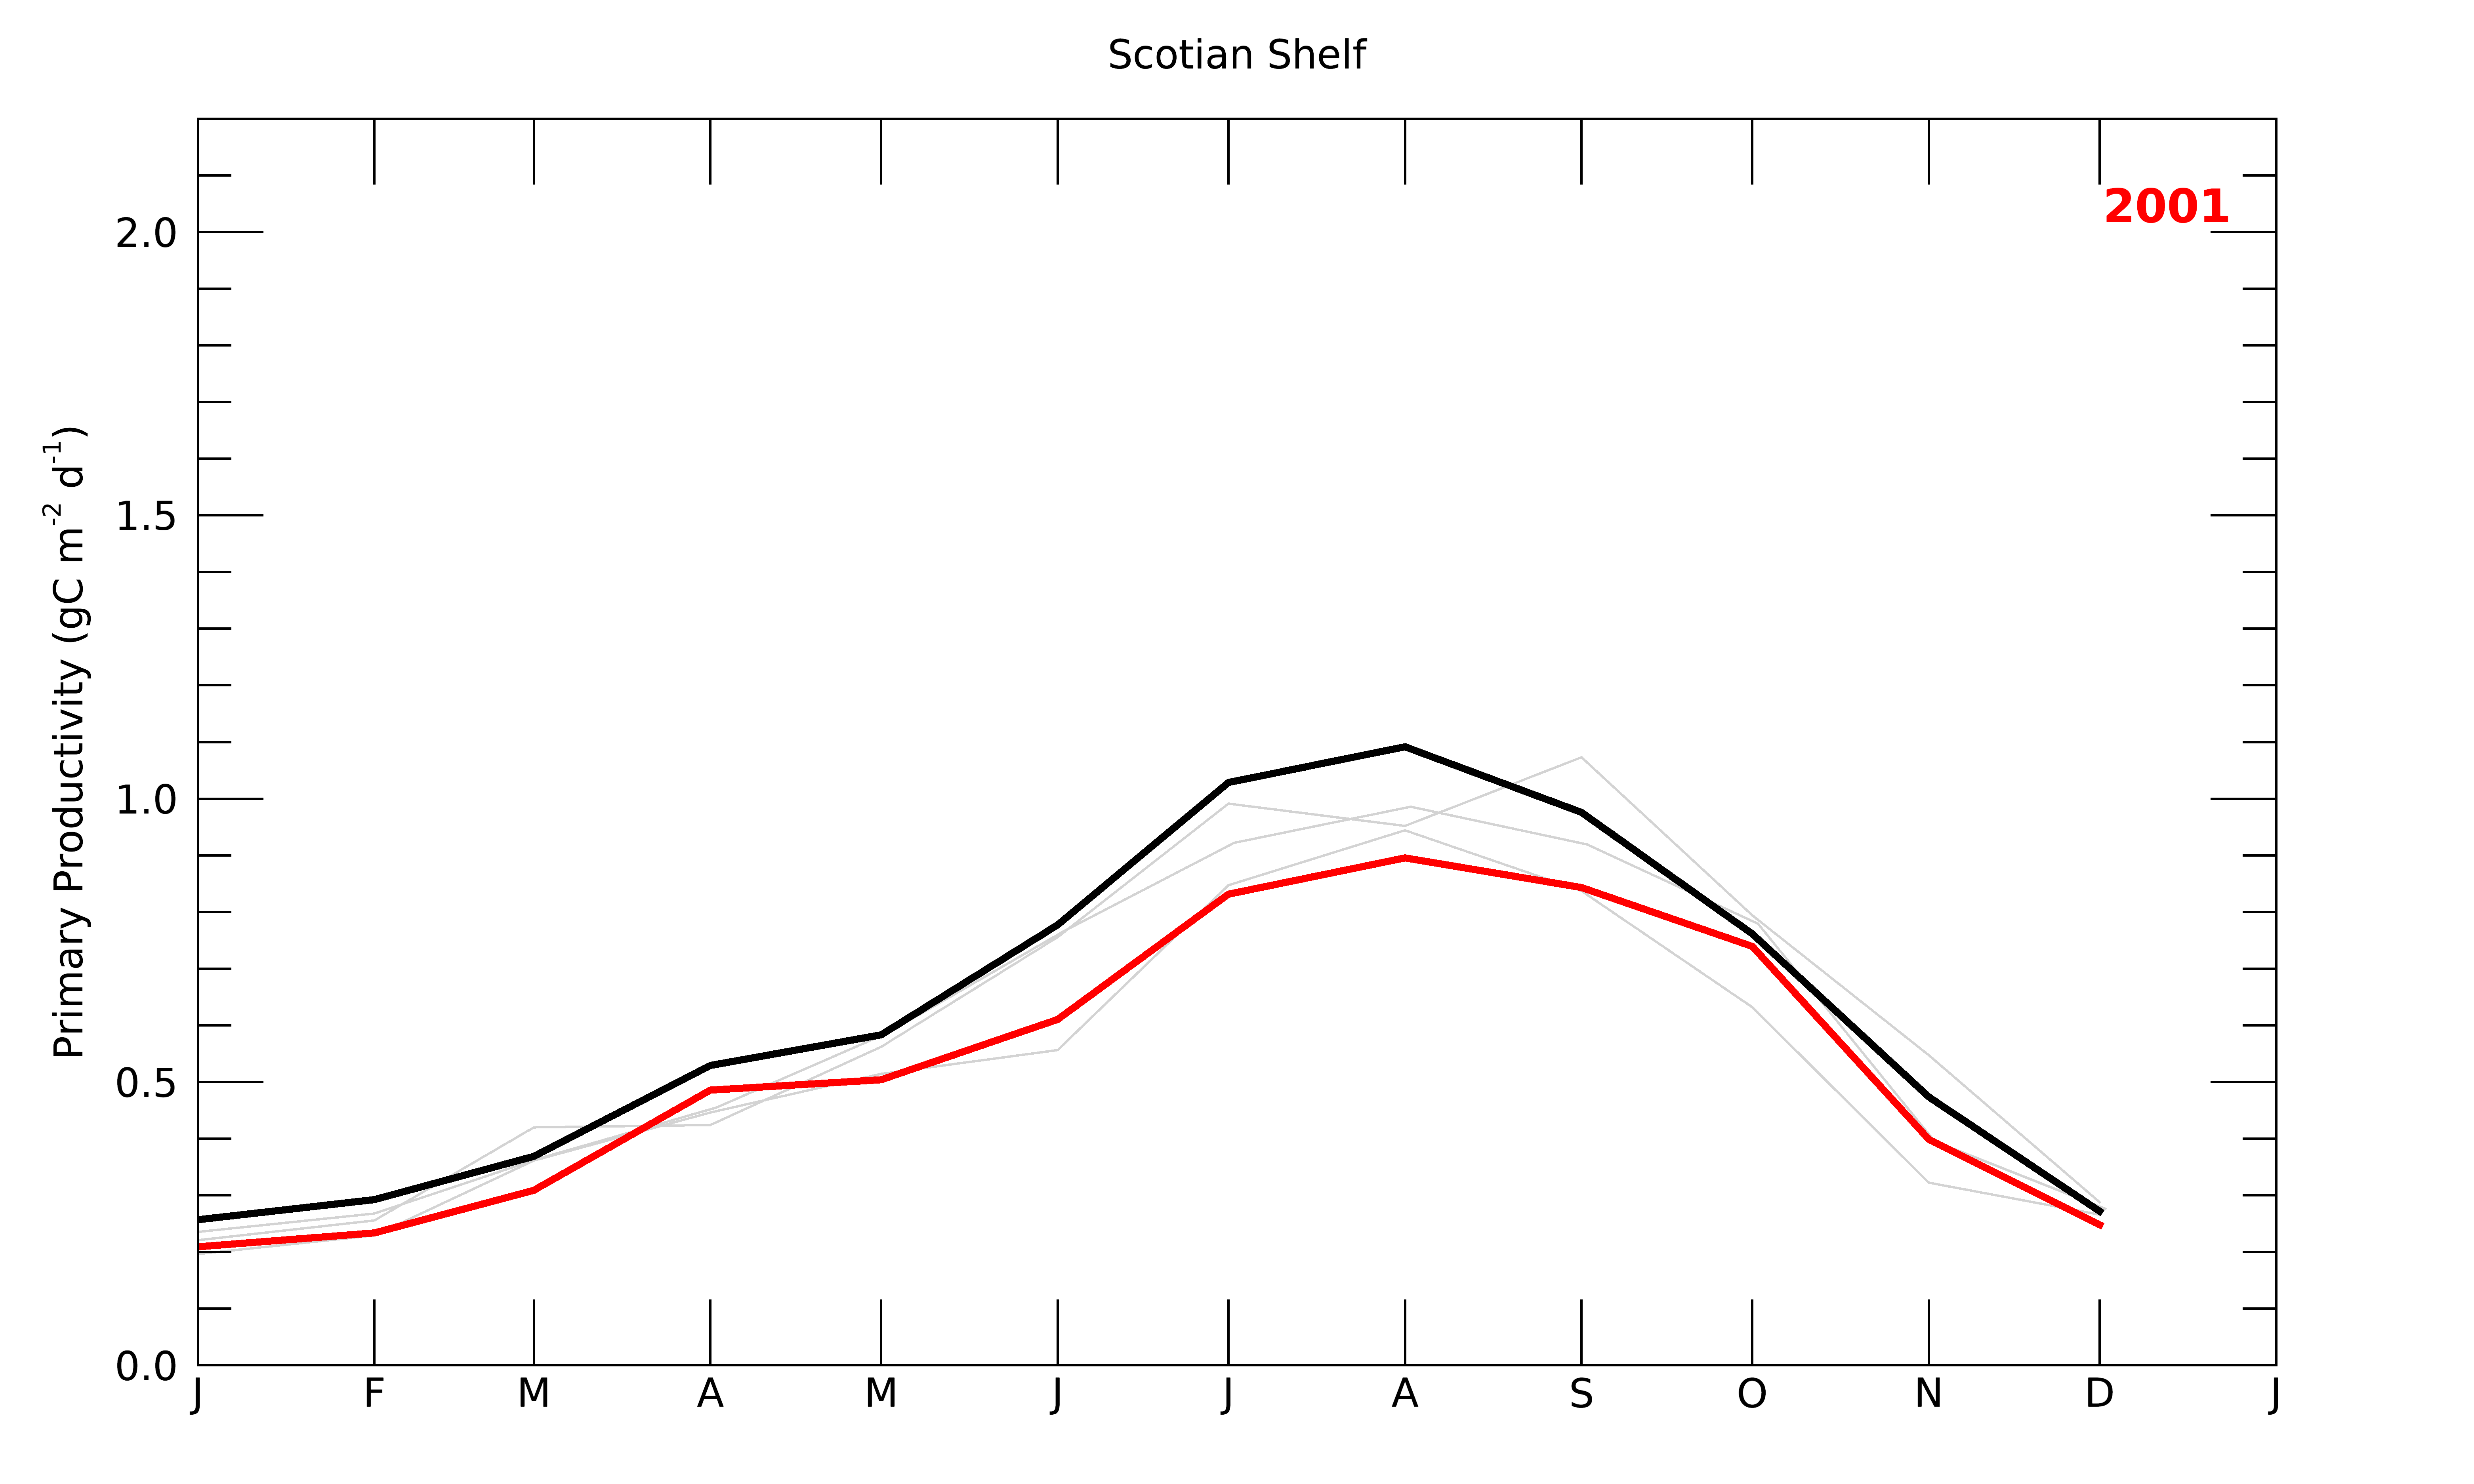 Scotian Shelf
2001
Primary Productivity (gC m-2 d-1)
2.0
1.5
1.0
0.5
0.0
J F M A M J J A S O N D J